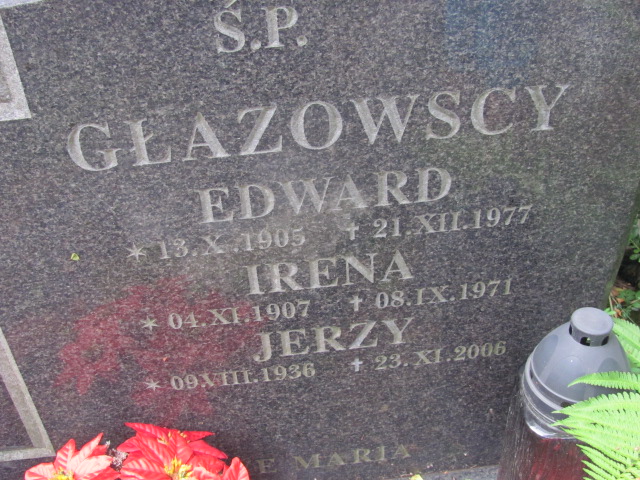 Ś.P.
GŁAZOWSCY
EDWARD
* 13.X.1905 † 21.XII.1977
IRENA
* 04.XI.1907 † 08.IX.1971
JERZY
* 09.VIII.1936 † 23.XI.2006
MARIA